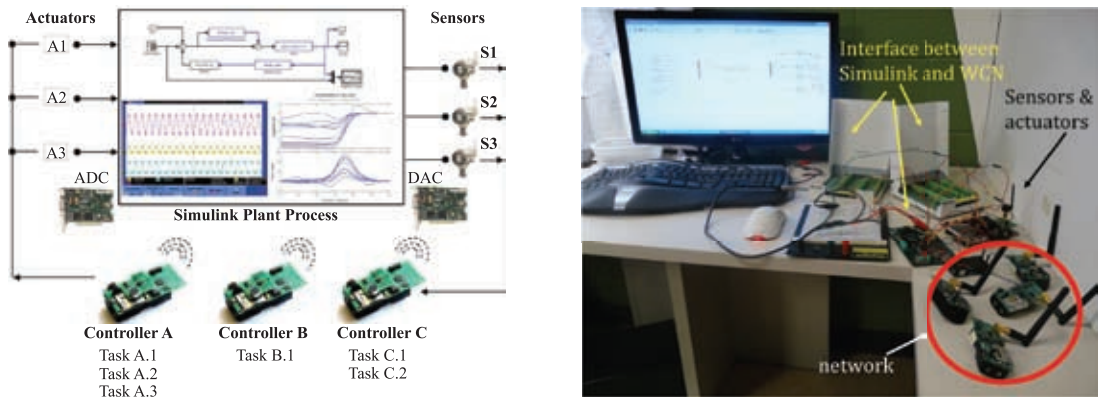 Actuators
Sensors
A1
S1
A2
S2
A3
S3
ADC
DAC
Simulink Plant Process
Controller A
Controller B
Controller C
Task A.1
Task B.1
Task C.1
Task A.2
Task C.2
Task A.3
Interface between
Simulink and WCN
Sensors &
actuators
network